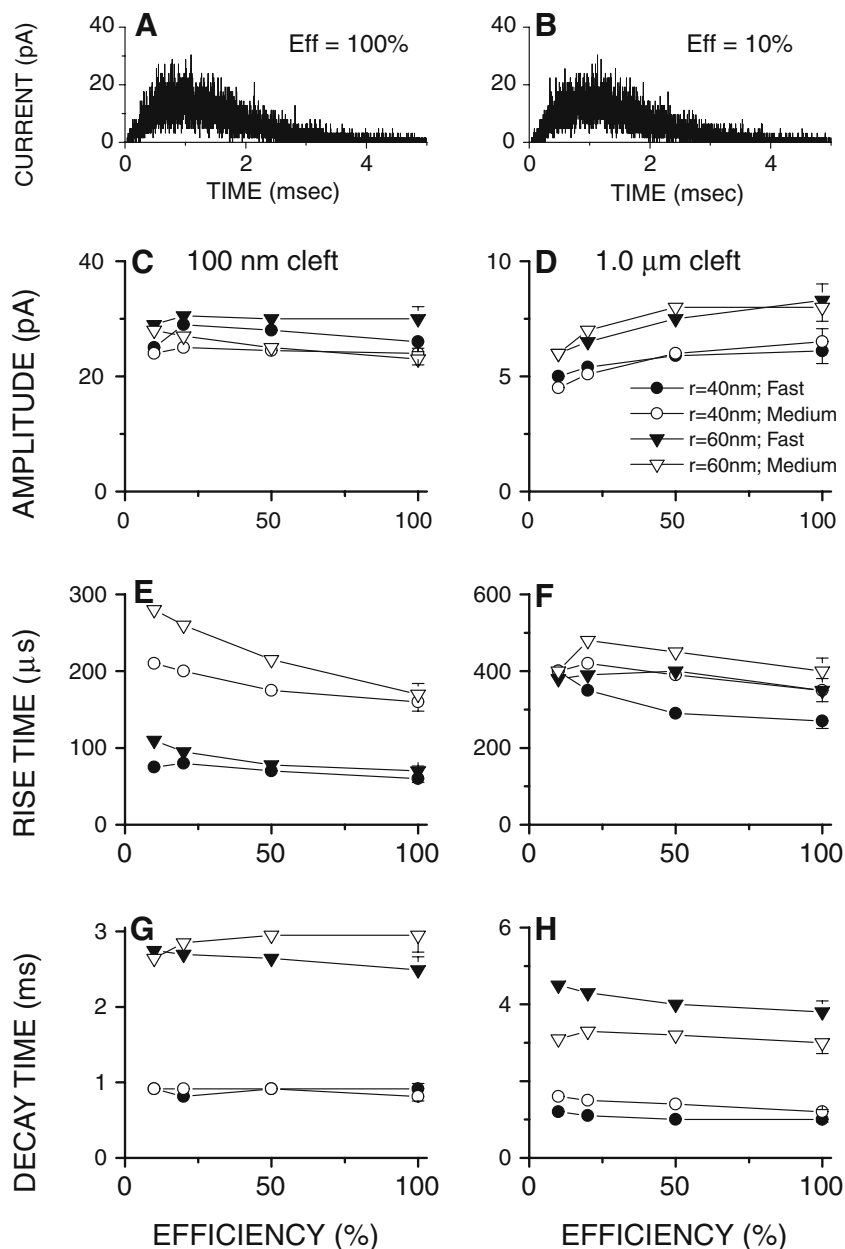 A
Eff = 100%
B
Eff = 10%
CURRENT (pA)
40
20
0
0
2
4
TIME (msec)
40
20
0
0
2
4
TIME (msec)
C
100 nm cleft
D
1.0 μm cleft
AMPLITUDE (pA)
40
20
0
0
50
100
10
5
0
0
50
100
r=40nm; Fast
r=40nm; Medium
r=60nm; Fast
r=60nm; Medium
E
F
RISE TIME (μs)
300
200
100
0
0
50
100
600
400
200
0
0
50
100
G
H
DECAY TIME (ms)
3
2
1
0
0
50
100
6
4
2
0
0
50
100
EFFICIENCY (%)
EFFICIENCY (%)